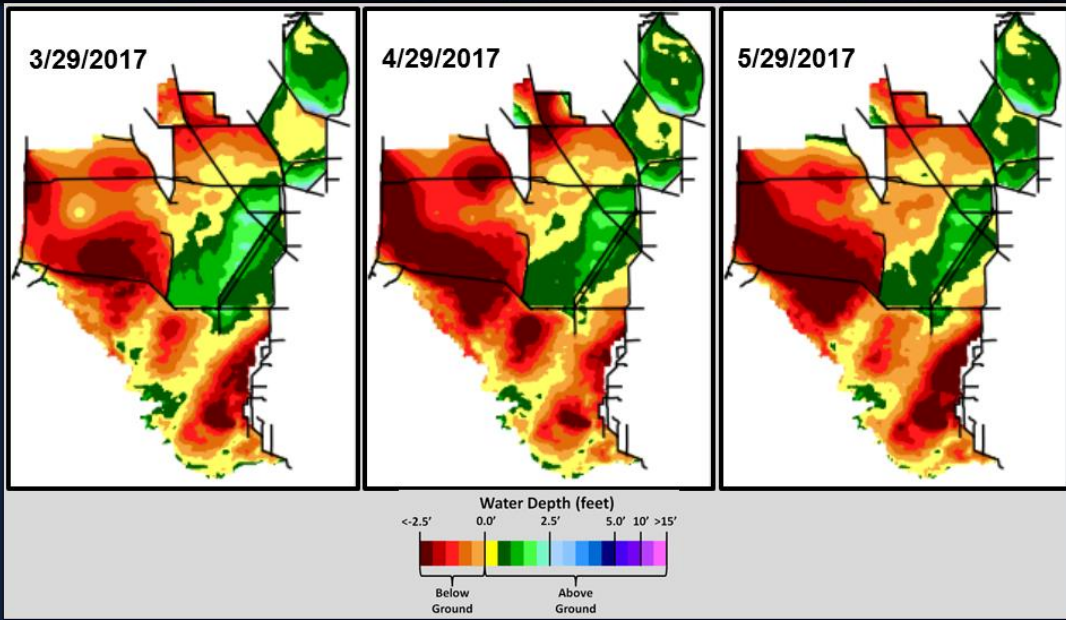 3/29/2017
4/29/2017
5/29/2017
Water Depth (feet)
<-2.5' 0.0' 2.5' 5.0' 10' >15'
Below Above
Ground Ground